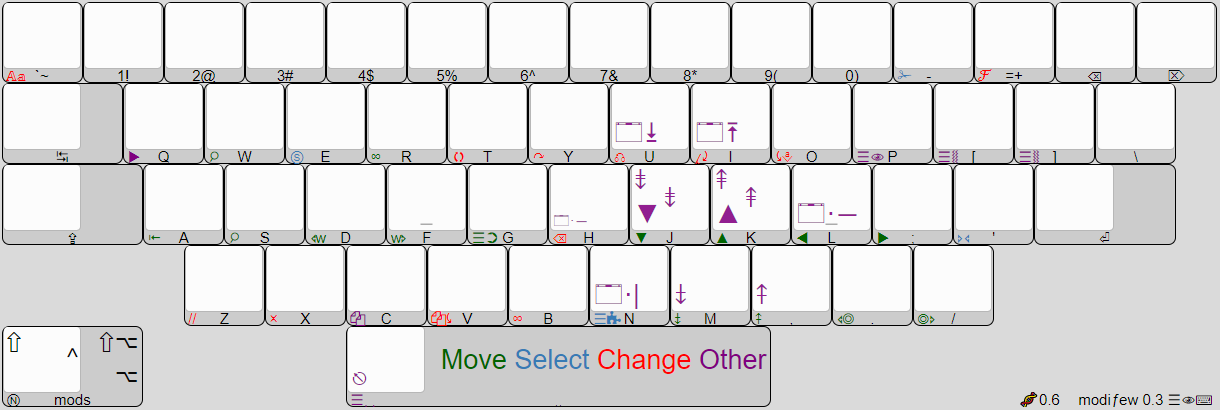 Aa `~ 1! 2@ 3# 4$ 5% 6^ 7& 8* 9( 0) - ℱ =+ ⌫ ⌦
↹ Q W Ⓢ E ∞ R T Y U I O P [ ] \
⇪ A S W D W F G ⌫ H J K L : ' ⏎
// Z × X C V ∞ B N M . . /
⇧ ^ ⇧⌥
⌥
Ⓝ mods
Move Select Change Other
0.6 modifew 0.3